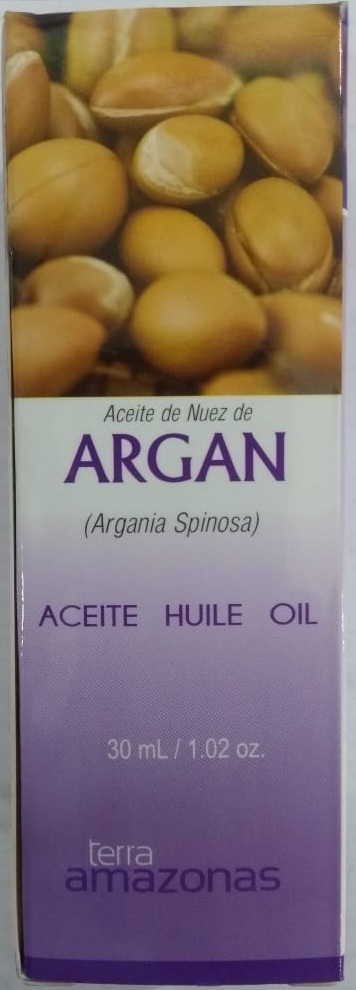 Aceite de Nuez de
ARGAN
(Argania Spinosa)
ACEITE HUILE OIL
30 mL / 1.02 oz.
terra
amazonas